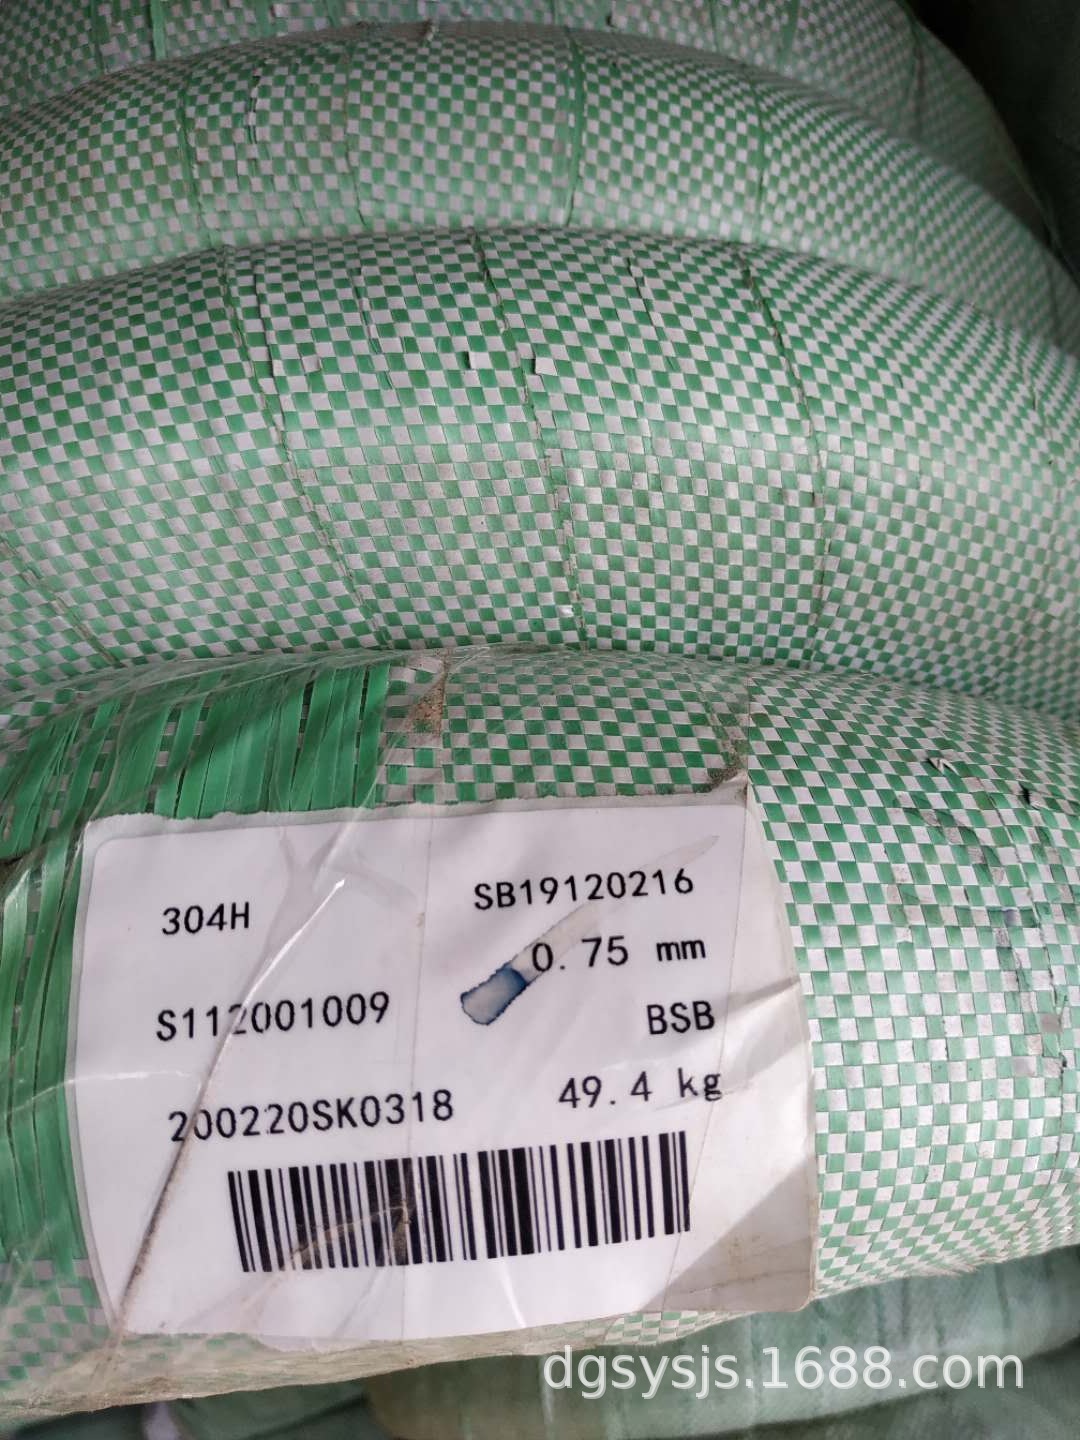 304H
SB19120216
0.75 mm
S112001009
BSB
200220SK0318
49.4 kg
dgsysjs.1688.com